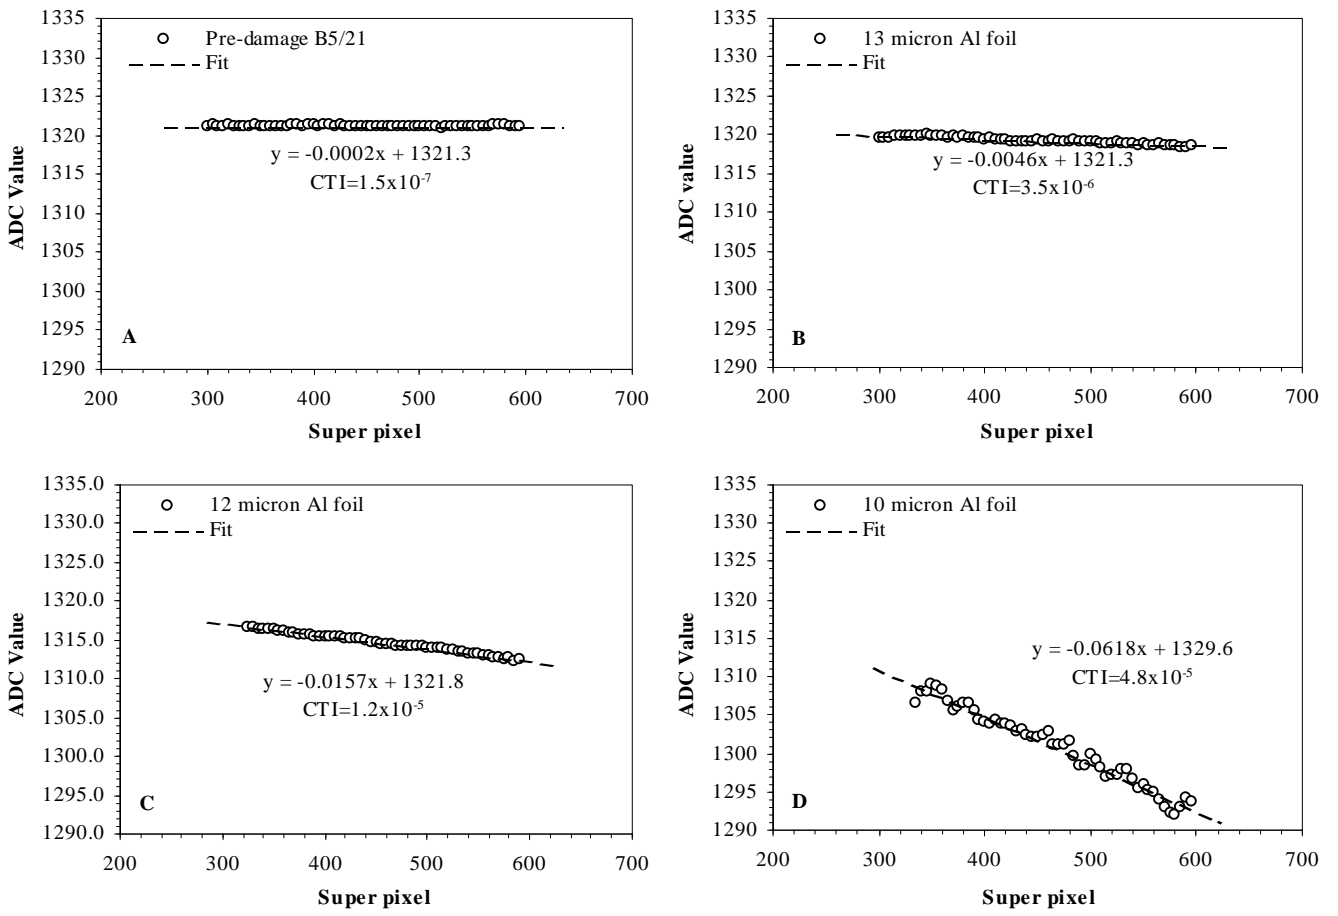 1335
1330
1325
1320
1315
1310
1305
1300
1295
1290
ADC Value
Pre-damage B5/21
Fit
y = -0.0002x + 1321.3
CTI=1.5x10-7
A
200 300 400 500 600 700
Super pixel
1335
1330
1325
1320
1315
1310
1305
1300
1295
1290
ADC value
13 micron Al foil
Fit
y = -0.0046x + 1321.3
CTI=3.5x10-6
B
200 300 400 500 600 700
Super pixel
1335.0
1330.0
1325.0
1320.0
1315.0
1310.0
1305.0
1300.0
1295.0
1290.0
ADC Value
12 micron Al foil
Fit
y = -0.0157x + 1321.8
CTI=1.2x10-5
C
200 300 400 500 600 700
Super pixel
1335
1330
1325
1320
1315
1310
1305
1300
1295
1290
ADC Value
10 micron Al foil
Fit
y = -0.0618x + 1329.6
CTI=4.8x10-5
D
200 300 400 500 600 700
Super pixel